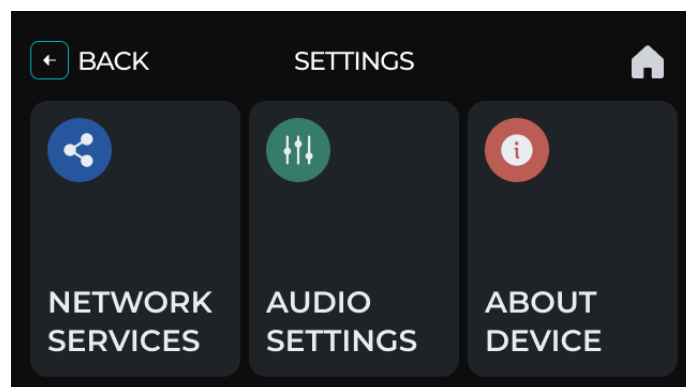 BACK
SETTINGS
NETWORK
SERVICES
AUDIO
SETTINGS
ABOUT
DEVICE